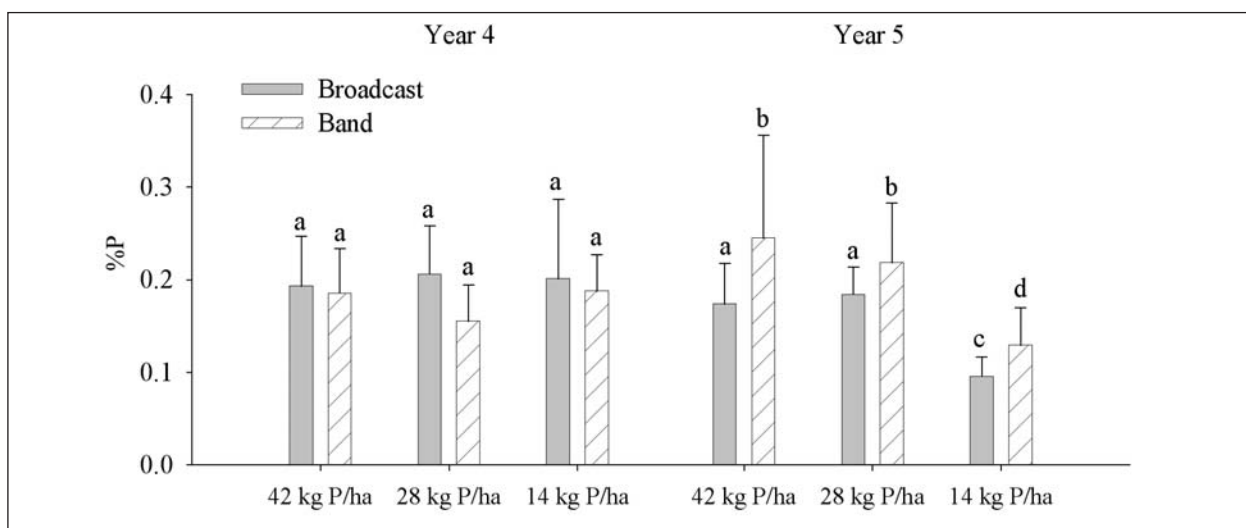 Year 4 Year 5
0.4
Broadcast
Band
b
0.3
a
b
a
a a
a
a a
%P
0.2
a
d
c
0.1
0.0
42 kg P/ha 28 kg P/ha 14 kg P/ha 42 kg P/ha 28 kg P/ha 14 kg P/ha